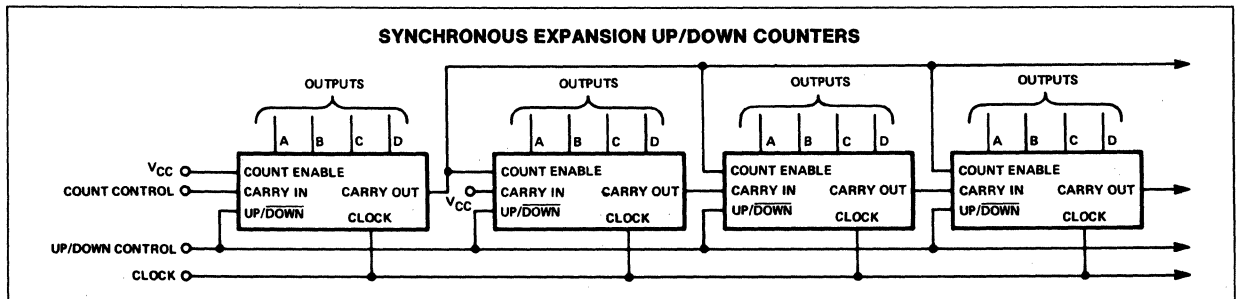 SYNCHRONOUS EXPANSION UP/DOWN COUNTERS
OUTPUTS OUTPUTS OUTPUTS OUTPUTS
A B C D A B C D A B C D A B C D
VCC COUNT ENABLE COUNT ENABLE COUNT ENABLE COUNT ENABLE
COUNT CONTROL CARRY IN CARRY OUT VCC CARRY IN CARRY OUT CARRY IN CARRY OUT CARRY IN CARRY OUT
UP/DOWN UP/DOWN UP/DOWN UP/DOWN
CLOCK CLOCK CLOCK CLOCK
UP/DOWN CONTROL
CLOCK